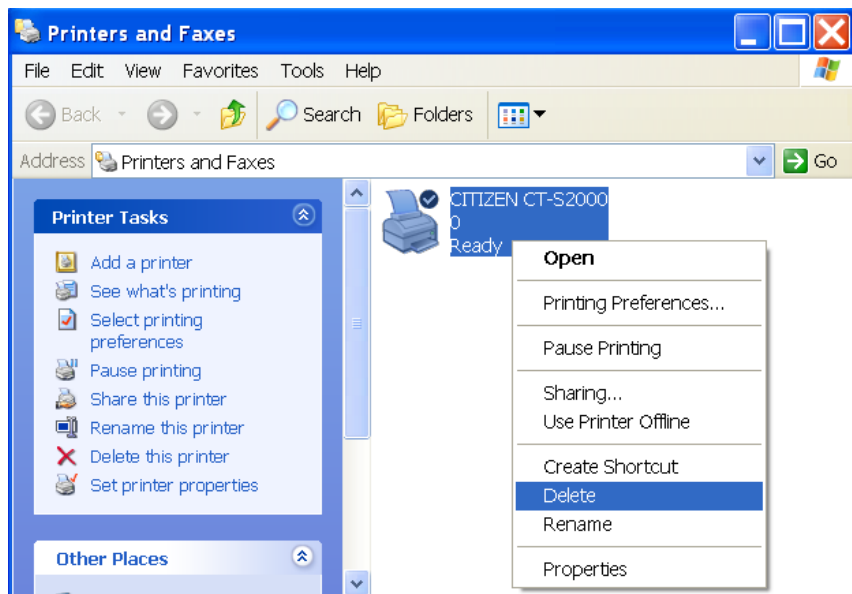 Printers and Faxes
File Edit View Favorites Tools Help
Back Search Folders
Address Printers and Faxes Go
Printer Tasks
Add a printer
See what's printing
Select printing
preferences
Pause printing
Share this printer
Rename this printer
Delete this printer
Set printer properties
Other Places
CITIZEN CT-S2000
0
Ready
Open
Printing Preferences...
Pause Printing
Sharing...
Use Printer Offline
Create Shortcut
Delete
Rename
Properties